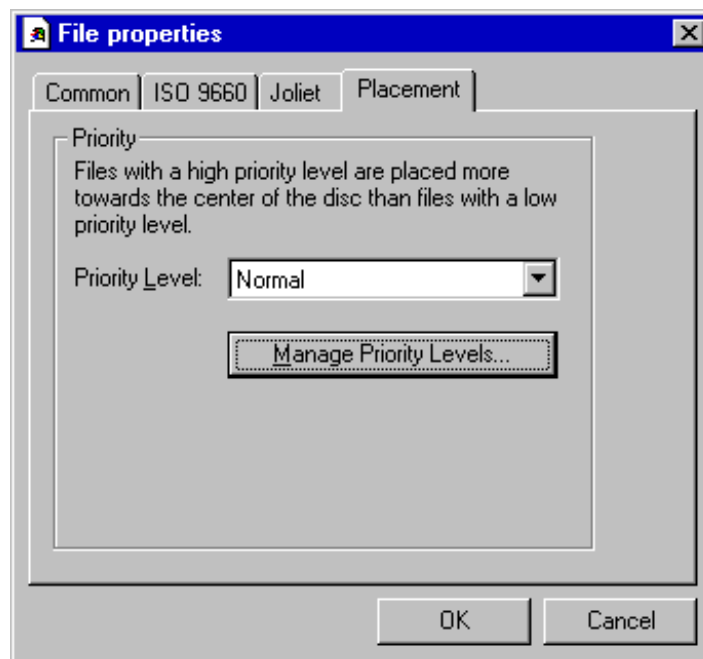 File properties
Common
ISO 9660
Joliet
Placement
Priority
Files with a high priority level are placed more
towards the center of the disc than files with a low
priority level.
Priority Level:
Normal
Manage Priority Levels...
OK
Cancel